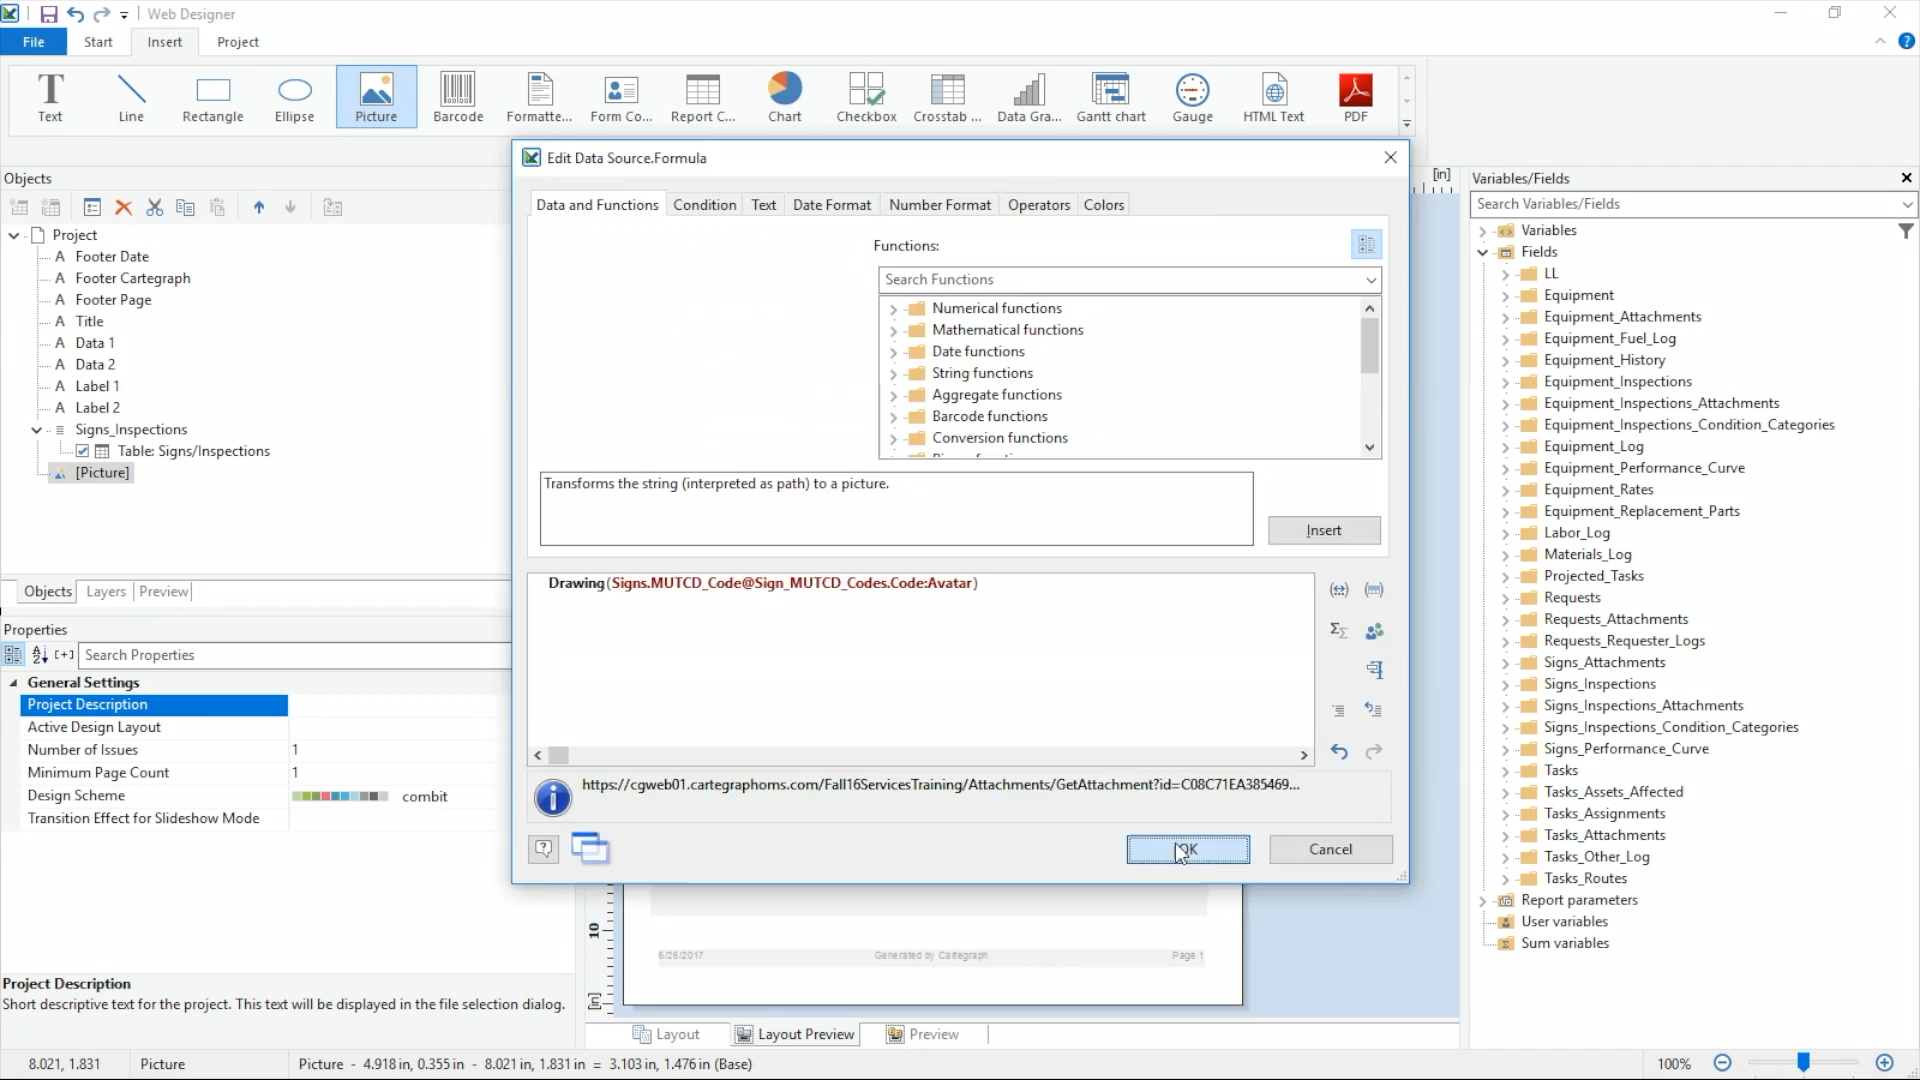 Web Designer
File
Start
Insert
Project
Text
Line
Rectangle
Ellipse
Picture
Barcode
Formatte...
Form Co...
Report C...
Chart
Checkbox
Crosstab ...
Data Gra...
Gantt chart
Gauge
HTML Text
PDF
Objects
Project
Footer Date
Footer Cartegraph
Footer Page
Title
Data 1
Data 2
Label 1
Label 2
Signs_Inspections
Table: Signs/Inspections
[Picture]
Objects
Layers
Preview
Properties
Search Properties
General Settings
Project Description
Active Design Layout
Number of Issues 1
Minimum Page Count 1
Design Scheme combit
Transition Effect for Slideshow Mode
Project Description
Short descriptive text for the project. This text will be displayed in the file selection dialog.
Edit Data Source.Formula
Data and Functions
Condition
Text
Date Format
Number Format
Operators
Colors
Functions:
Search Functions
Numerical functions
Mathematical functions
Date functions
String functions
Aggregate functions
Barcode functions
Conversion functions
Transforms the string (interpreted as path) to a picture.
Insert
Drawing(Signs.MUTCD_Code@Sign_MUTCD_Codes.Code:Avatar)
https://cgweb01.cartegraphoms.com/Fall16ServicesTraining/Attachments/GetAttachment?id=C08C71EA385469...
OK
Cancel
10
6/26/2017
Generated by Cartegraph
Page 1
Layout
Layout Preview
Preview
[in]
Variables/Fields
Search Variables/Fields
Variables
Fields
LL
Equipment
Equipment_Attachments
Equipment_Fuel_Log
Equipment_History
Equipment_Inspections
Equipment_Inspections_Attachments
Equipment_Inspections_Condition_Categories
Equipment_Log
Equipment_Performance_Curve
Equipment_Rates
Equipment_Replacement_Parts
Labor_Log
Materials_Log
Projected_Tasks
Requests
Requests_Attachments
Requests_Requester_Logs
Signs_Attachments
Signs_Inspections
Signs_Inspections_Attachments
Signs_Inspections_Condition_Categories
Signs_Performance_Curve
Tasks
Tasks_Assets_Affected
Tasks_Assignments
Tasks_Attachments
Tasks_Other_Log
Tasks_Routes
Report parameters
User variables
Sum variables
8.021, 1.831
Picture
Picture - 4.918 in, 0.355 in - 8.021 in, 1.831 in = 3.103 in, 1.476 in (Base)
100%